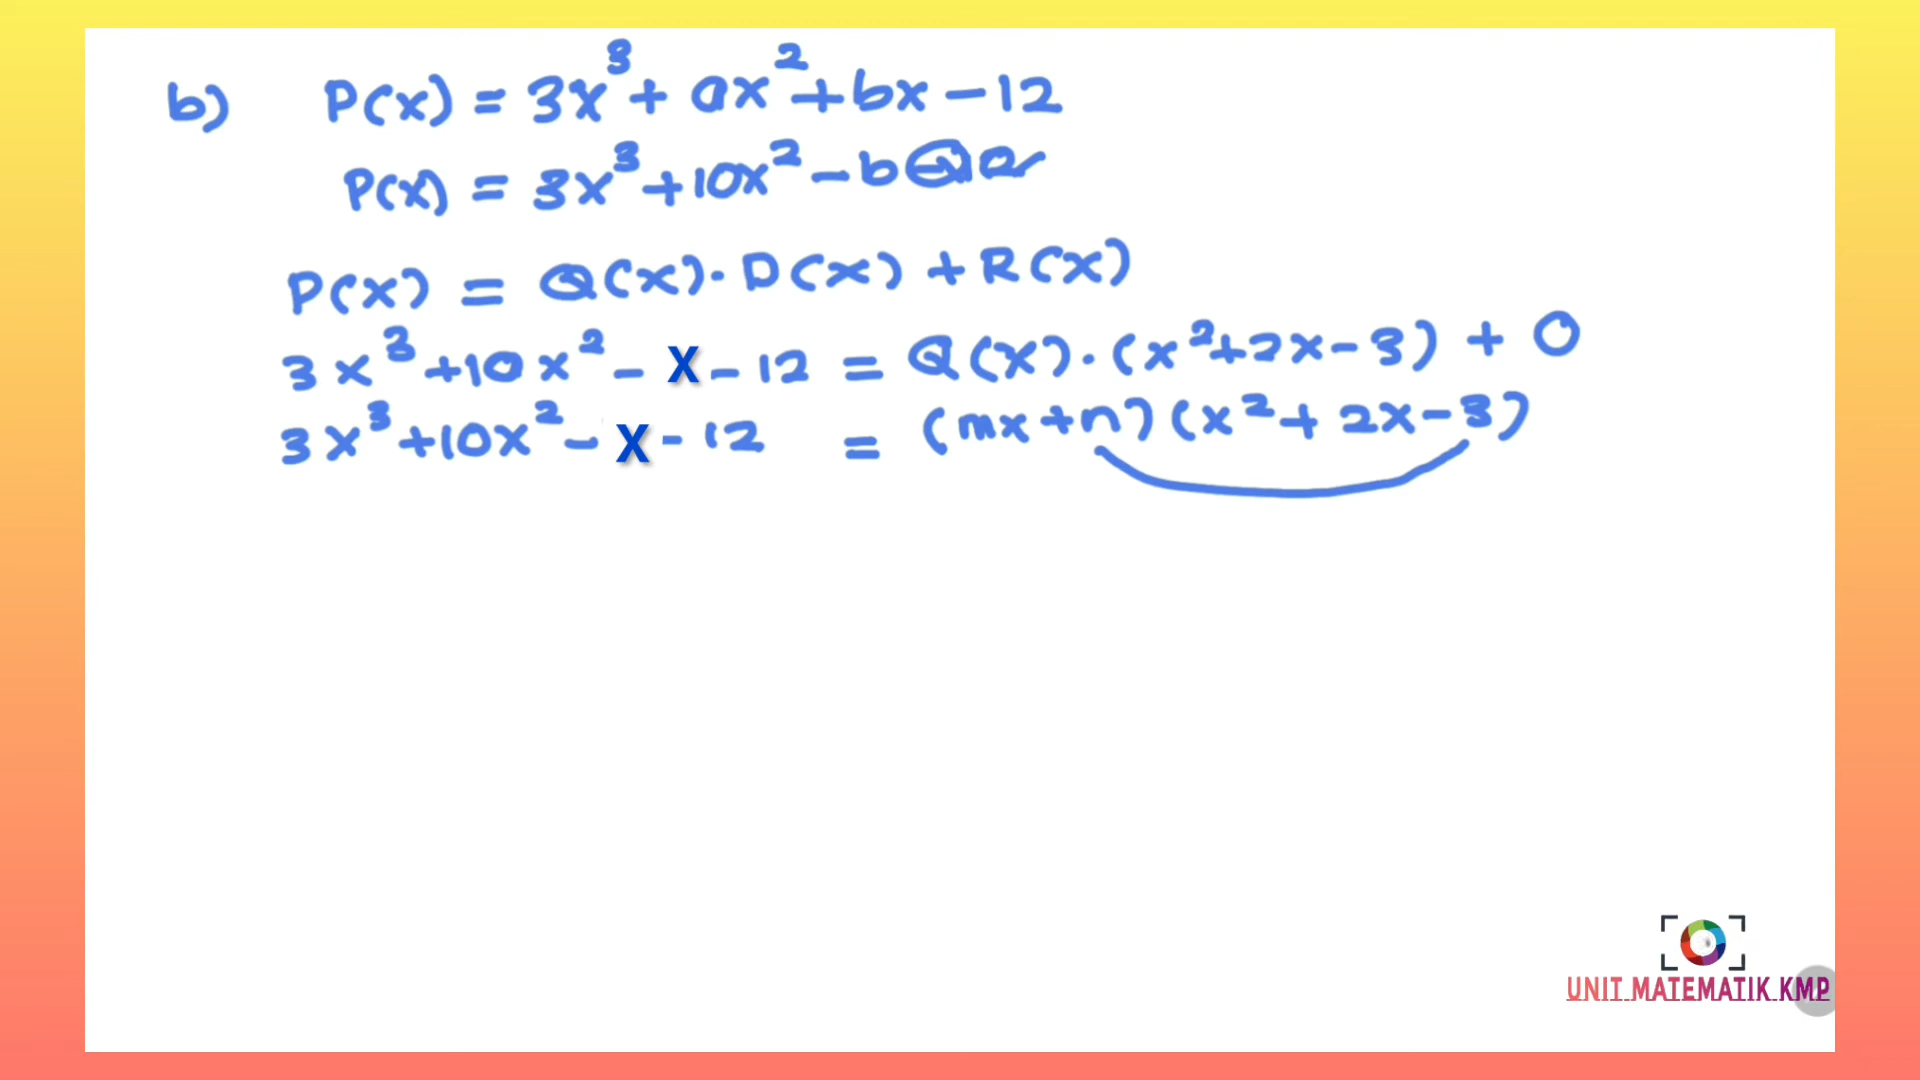 b) P(x) = 3x³ + ax² + bx - 12
P(x) = 3x³ + 10x² - b
P(x) = Q(x) · D(x) + R(x)
3x³ + 10x² - x - 12 = Q(x) · (x² + 2x - 3) + 0
3x³ + 10x² - x - 12 = (mx + n)(x² + 2x - 3)
UNIT MATEMATIK KMP